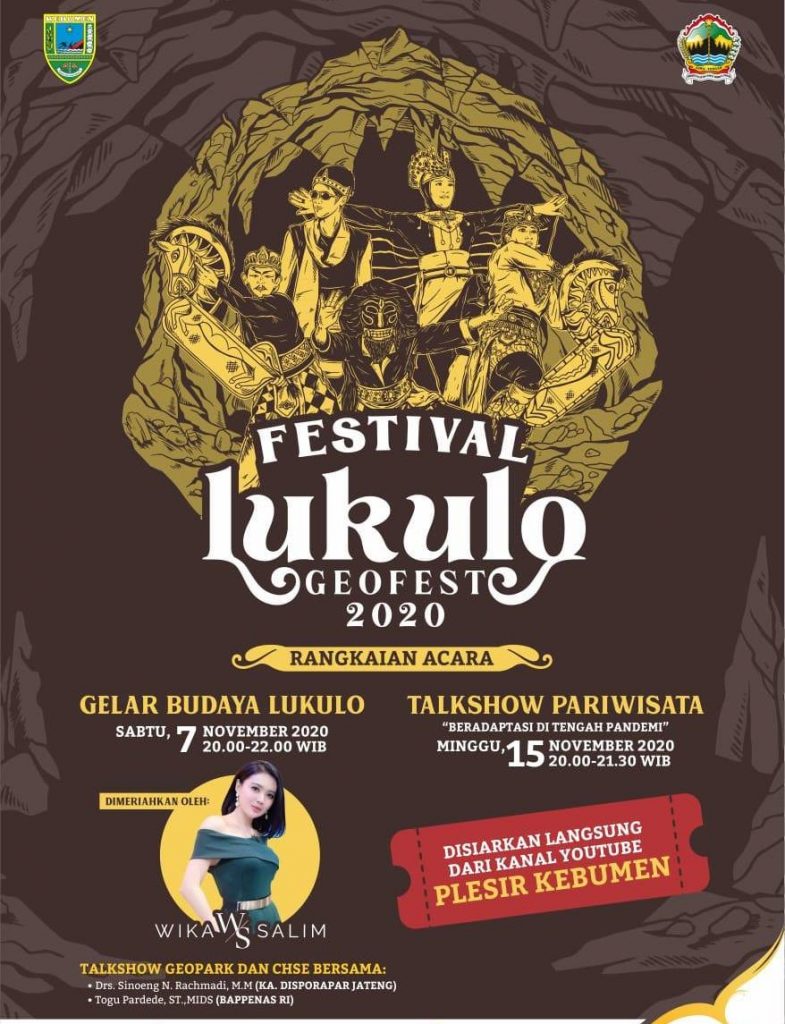 FESTIVAL
Lukulo
GEOFEST
2020
RANGKAIAN ACARA
GELAR BUDAYA LUKULO
SABTU, 7 NOVEMBER 2020
20.00-22.00 WIB
TALKSHOW PARIWISATA
“BERADAPTASI DI TENGAH PANDEMI”
MINGGU, 15 NOVEMBER 2020
20.00-21.30 WIB
DIMERIAHKAN OLEH:
WIKA WS SALIM
DISIARKAN LANGSUNG
DARI KANAL YOUTUBE
PLESIR KEBUMEN
TALKSHOW GEOPARK DAN CHSE BERSAMA:
• Drs. Sinoeng N. Rachmadi, M.M (KA. DISPORAPAR JATENG)
• Togu Pardede, ST.,MIDS (BAPPENAS RI)